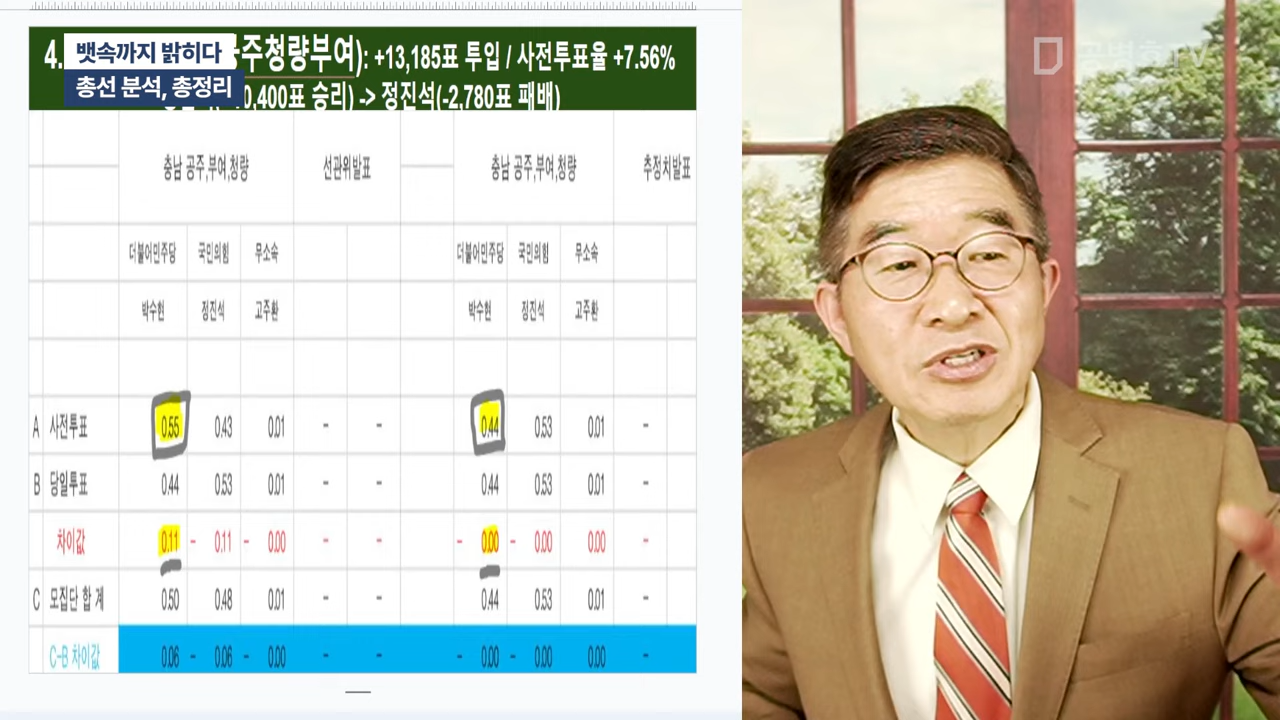 뱃속까지 밝히다
총선 분석, 총정리
4.
주청량부여): +13,185표 투입 / 사전투표율 +7.56%
0,400표 승리) -> 정진석(-2,780표 패배)
공병호TV
충남 공주,부여,청량 선관위발표 충남 공주,부여,청량 추정치발표
더불어민주당 국민의힘 무소속 더불어민주당 국민의힘 무소속
박수현 정진석 고주환 박수현 정진석 고주환
A 사전투표 0.55 0.43 0.01 - - 0.44 0.53 0.01 -
B 당일투표 0.44 0.53 0.01 - - 0.44 0.53 0.01 -
차이값 0.11 - 0.11 - 0.00 - - - 0.00 - 0.00 0.00 -
C 모집단 합 계 0.50 0.48 0.01 - - 0.44 0.53 0.01 -
C-B 차이값 0.06 - 0.06 - 0.00 - - - 0.00 - 0.00 0.00 -